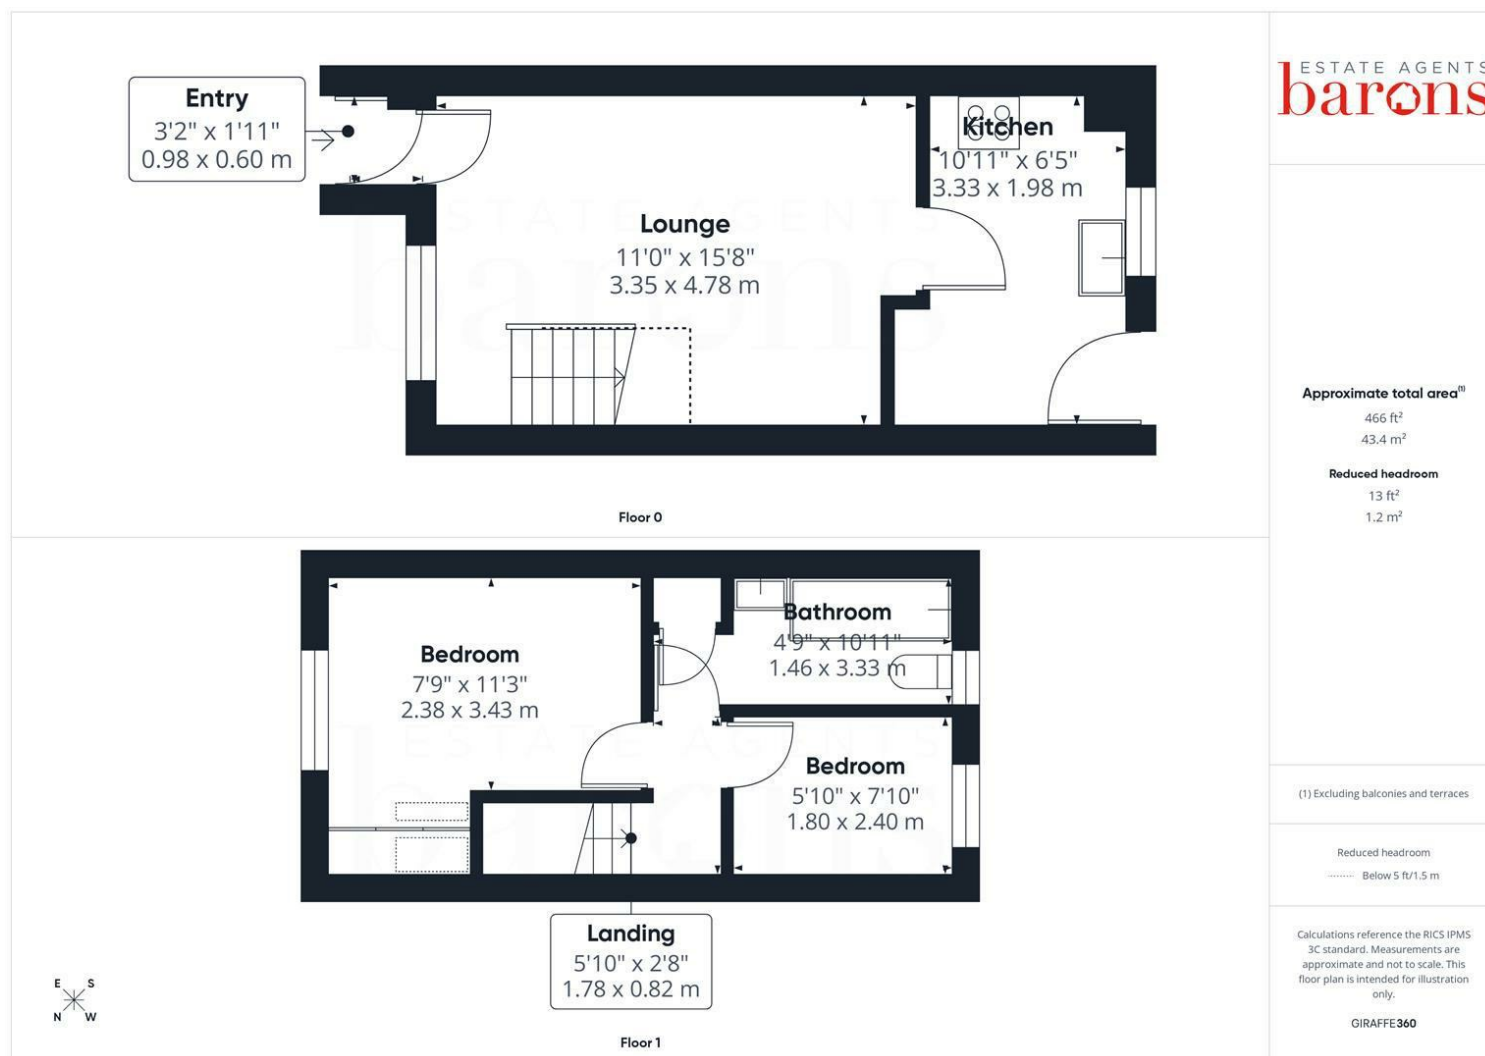 Entry
3'2" x 1'11"
0.98 x 0.60 m
Kitchen
10'11" x 6'5"
3.33 x 1.98 m
Lounge
11'0" x 15'8"
3.35 x 4.78 m
ESTATE AGENTS
barons
Floor 0
Bedroom
7'9" x 11'3"
2.38 x 3.43 m
Bathroom
4'9" x 10'11"
1.46 x 3.33 m
Bedroom
5'10" x 7'10"
1.80 x 2.40 m
ESTATE AGENTS
barons
Landing
5'10" x 2'8"
1.78 x 0.82 m
E S
N W
Floor 1
ESTATE AGENTS
barons
Approximate total area(1)
466 ft²
43.4 m²
Reduced headroom
13 ft²
1.2 m²
(1) Excluding balconies and terraces
Reduced headroom
Below 5 ft/1.5 m
Calculations reference the RICS IPMS
3C standard. Measurements are
approximate and not to scale. This
floor plan is intended for illustration
only.
GIRAFFE360